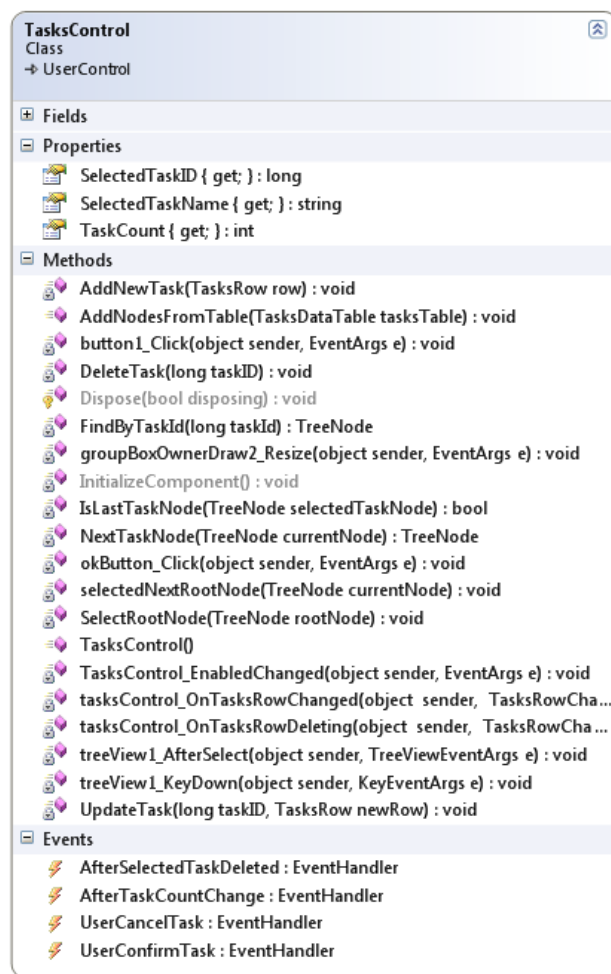 TasksControl
Class
UserControl
Fields
Properties
SelectedTaskID { get; } : long
SelectedTaskName { get; } : string
TaskCount { get; } : int
Methods
AddNewTask(TasksRow row) : void
AddNodesFromTable(TasksDataTable tasksTable) : void
button1_Click(object sender, EventArgs e) : void
DeleteTask(long taskID) : void
Dispose(bool disposing) : void
FindByTaskId(long taskId) : TreeNode
groupBoxOwnerDraw2_Resize(object sender, EventArgs e) : void
InitializeComponent() : void
IsLastTaskNode(TreeNode selectedTaskNode) : bool
NextTaskNode(TreeNode currentNode) : TreeNode
okButton_Click(object sender, EventArgs e) : void
selectedNextRootNode(TreeNode currentNode) : void
SelectRootNode(TreeNode rootNode) : void
TasksControl()
TasksControl_EnabledChanged(object sender, EventArgs e) : void
tasksControl_OnTasksRowChanged(object sender, TasksRowCha...
tasksControl_OnTasksRowDeleting(object sender, TasksRowCha...
treeView1_AfterSelect(object sender, TreeViewEventArgs e) : void
treeView1_KeyDown(object sender, KeyEventArgs e) : void
UpdateTask(long taskID, TasksRow newRow) : void
Events
AfterSelectedTaskDeleted : EventHandler
AfterTaskCountChange : EventHandler
UserCancelTask : EventHandler
UserConfirmTask : EventHandler